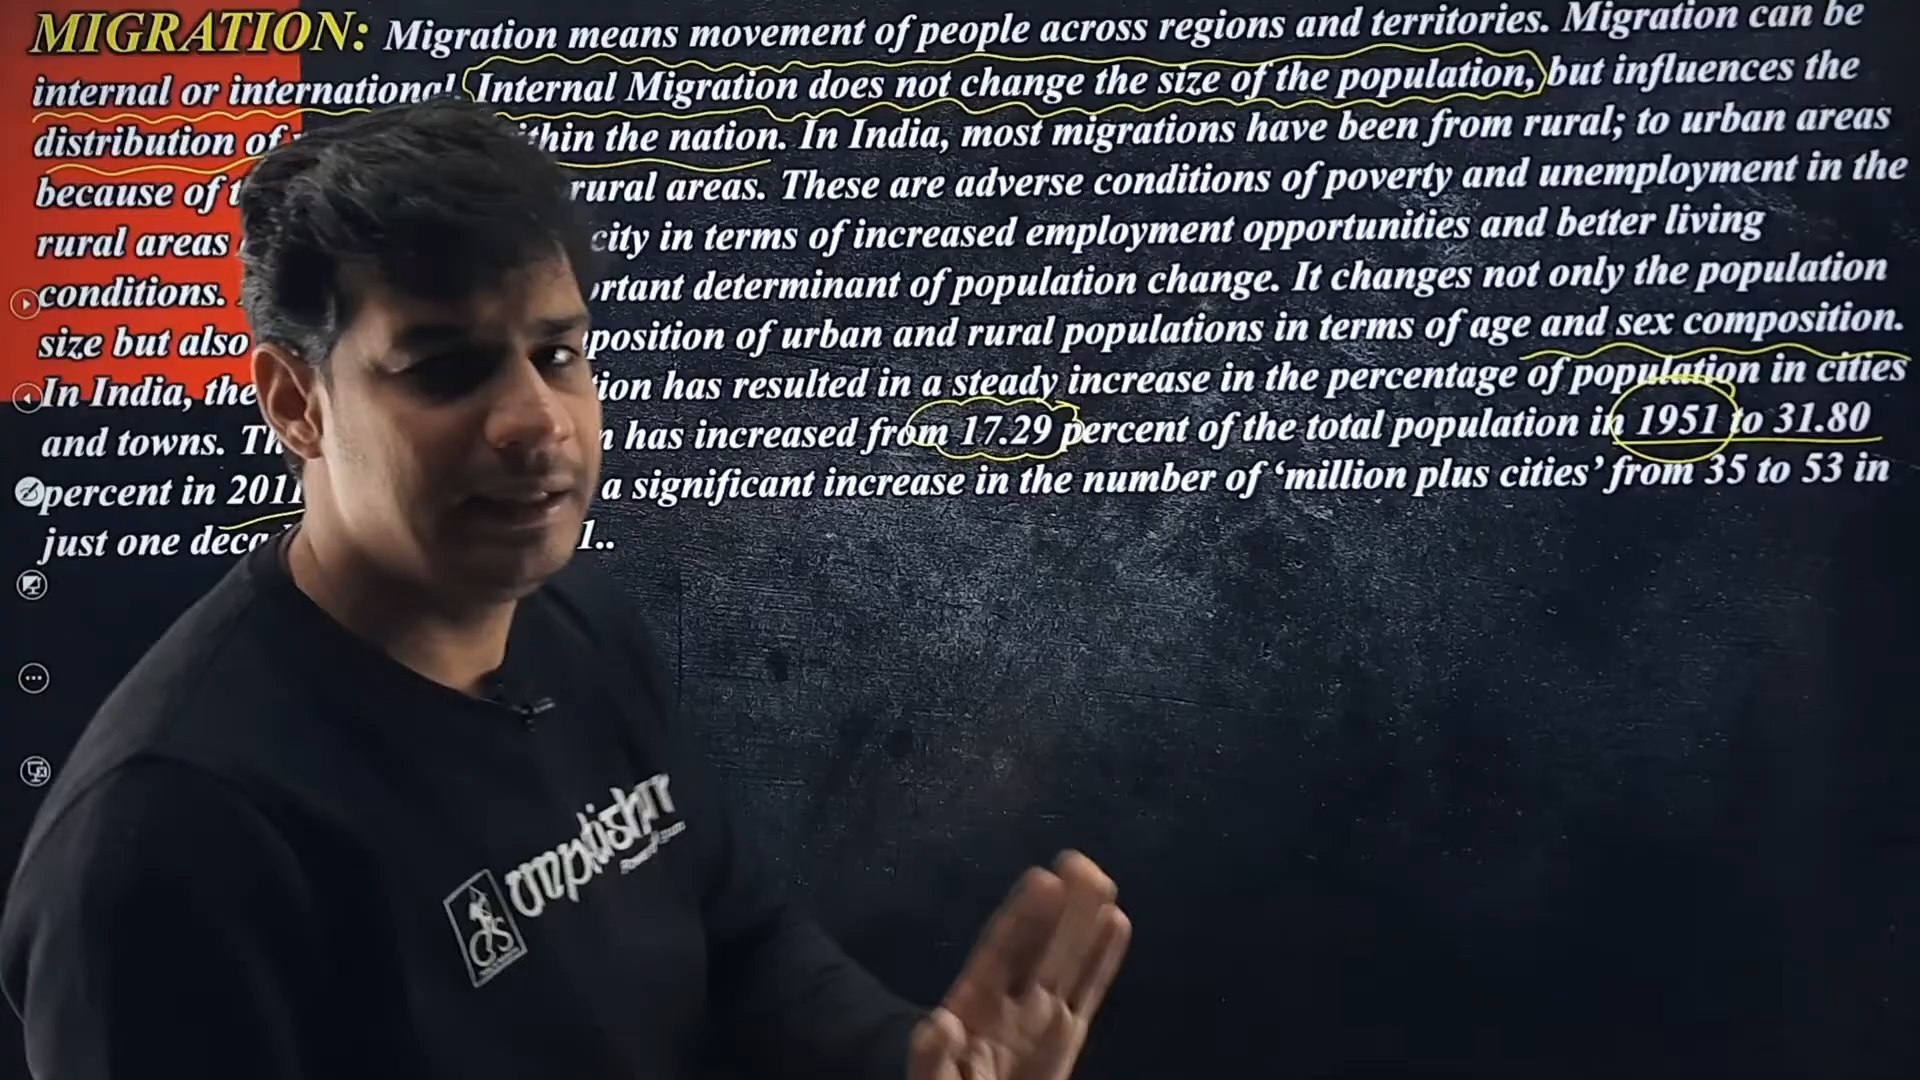 MIGRATION: Migration means movement of people across regions and territories. Migration can be
internal or international. Internal Migration does not change the size of the population, but influences the
distribution of within the nation. In India, most migrations have been from rural; to urban areas
because of rural areas. These are adverse conditions of poverty and unemployment in the
rural areas city in terms of increased employment opportunities and better living
conditions. determinant of population change. It changes not only the population
size but also of urban and rural populations in terms of age and sex composition.
In India, the has resulted in a steady increase in the percentage of population in cities
and towns. has increased from 17.29 percent of the total population in 1951 to 31.80
percent in 2011 a significant increase in the number of ‘million plus cities’ from 35 to 53 in
just one